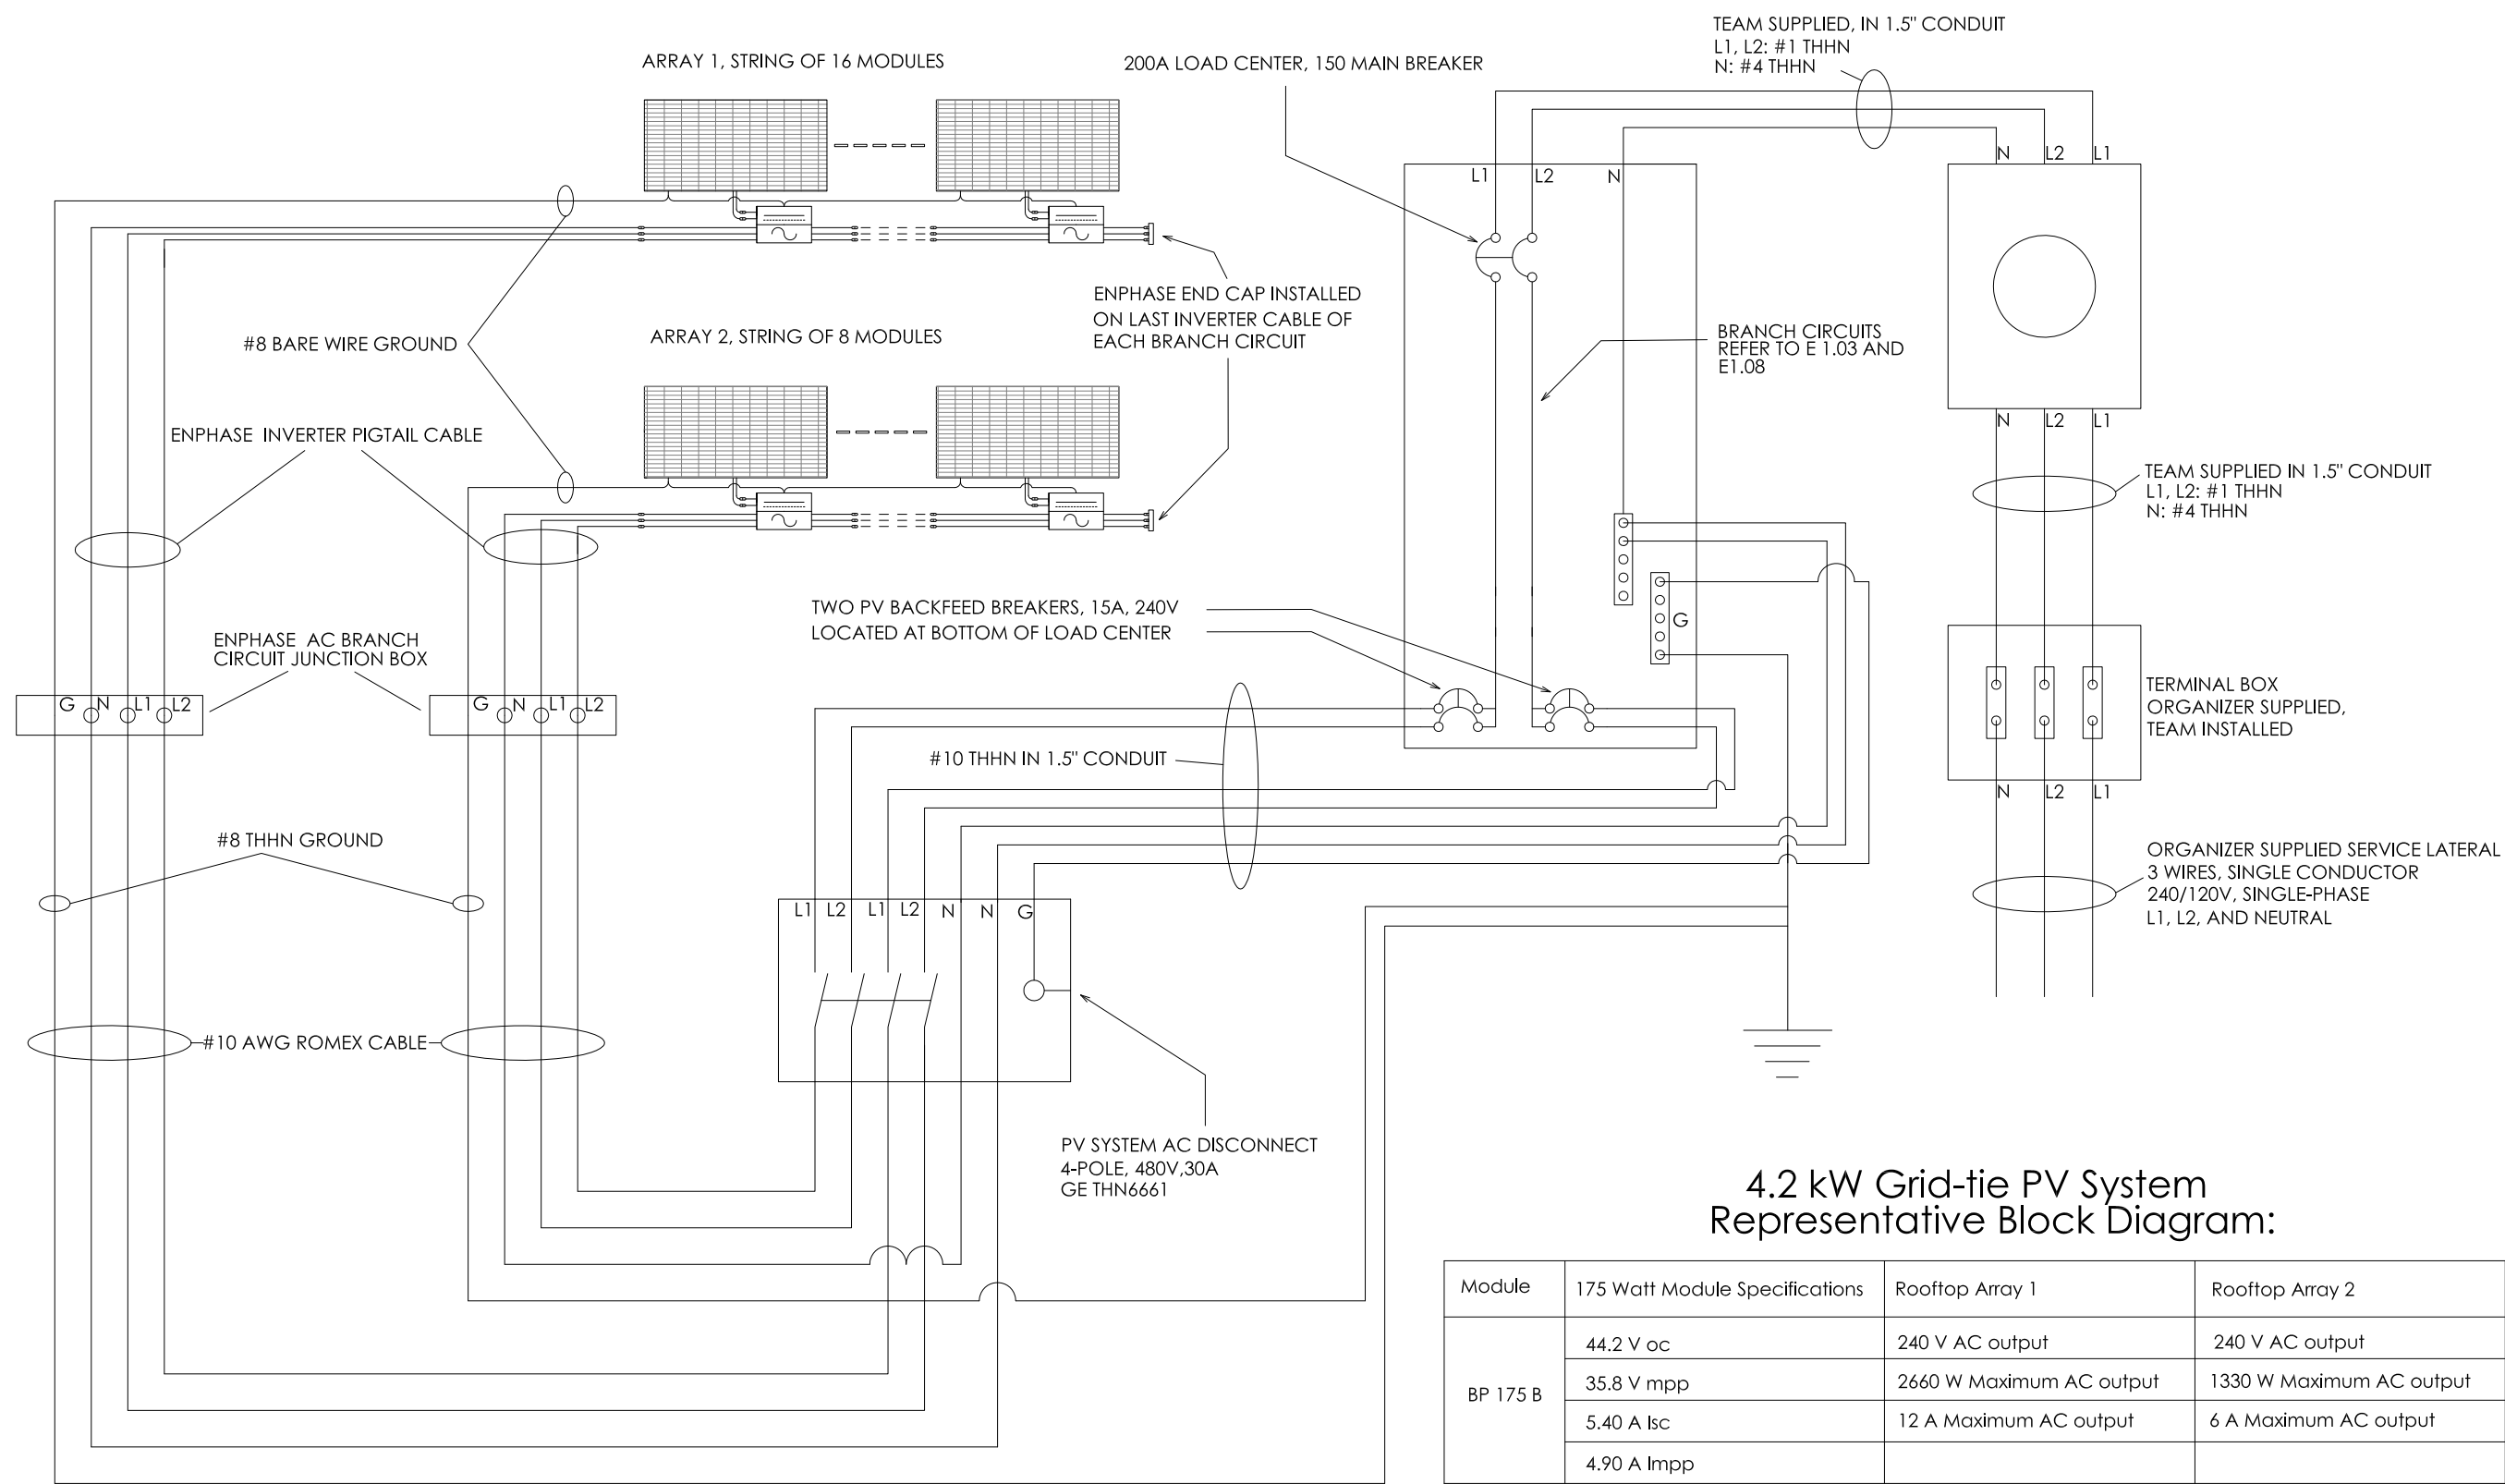 TEAM SUPPLIED, IN 1.5" CONDUIT
L1, L2: #1 THHN
N: #4 THHN
ARRAY 1, STRING OF 16 MODULES
200A LOAD CENTER, 150 MAIN BREAKER
N L2 L1
L1 L2 N
ENPHASE END CAP INSTALLED
ON LAST INVERTER CABLE OF
EACH BRANCH CIRCUIT
#8 BARE WIRE GROUND
ARRAY 2, STRING OF 8 MODULES
BRANCH CIRCUITS
REFER TO E 1.03 AND
E1.08
N L2 L1
ENPHASE INVERTER PIGTAIL CABLE
TEAM SUPPLIED IN 1.5" CONDUIT
L1, L2: #1 THHN
N: #4 THHN
TWO PV BACKFEED BREAKERS, 15A, 240V
LOCATED AT BOTTOM OF LOAD CENTER
G
ENPHASE AC BRANCH
CIRCUIT JUNCTION BOX
G N L1 L2
G N L1 L2
TERMINAL BOX
ORGANIZER SUPPLIED,
TEAM INSTALLED
#10 THHN IN 1.5" CONDUIT
N L2 L1
#8 THHN GROUND
ORGANIZER SUPPLIED SERVICE LATERAL
3 WIRES, SINGLE CONDUCTOR
240/120V, SINGLE-PHASE
L1, L2, AND NEUTRAL
L1 L2 L1 L2 N N G
#10 AWG ROMEX CABLE
PV SYSTEM AC DISCONNECT
4-POLE, 480V,30A
GE THN6661
4.2 kW Grid-tie PV System
Representative Block Diagram:
Module 175 Watt Module Specifications Rooftop Array 1 Rooftop Array 2
44.2 V oc 240 V AC output 240 V AC output
BP 175 B
35.8 V mpp 2660 W Maximum AC output 1330 W Maximum AC output
5.40 A Isc 12 A Maximum AC output 6 A Maximum AC output
4.90 A Impp